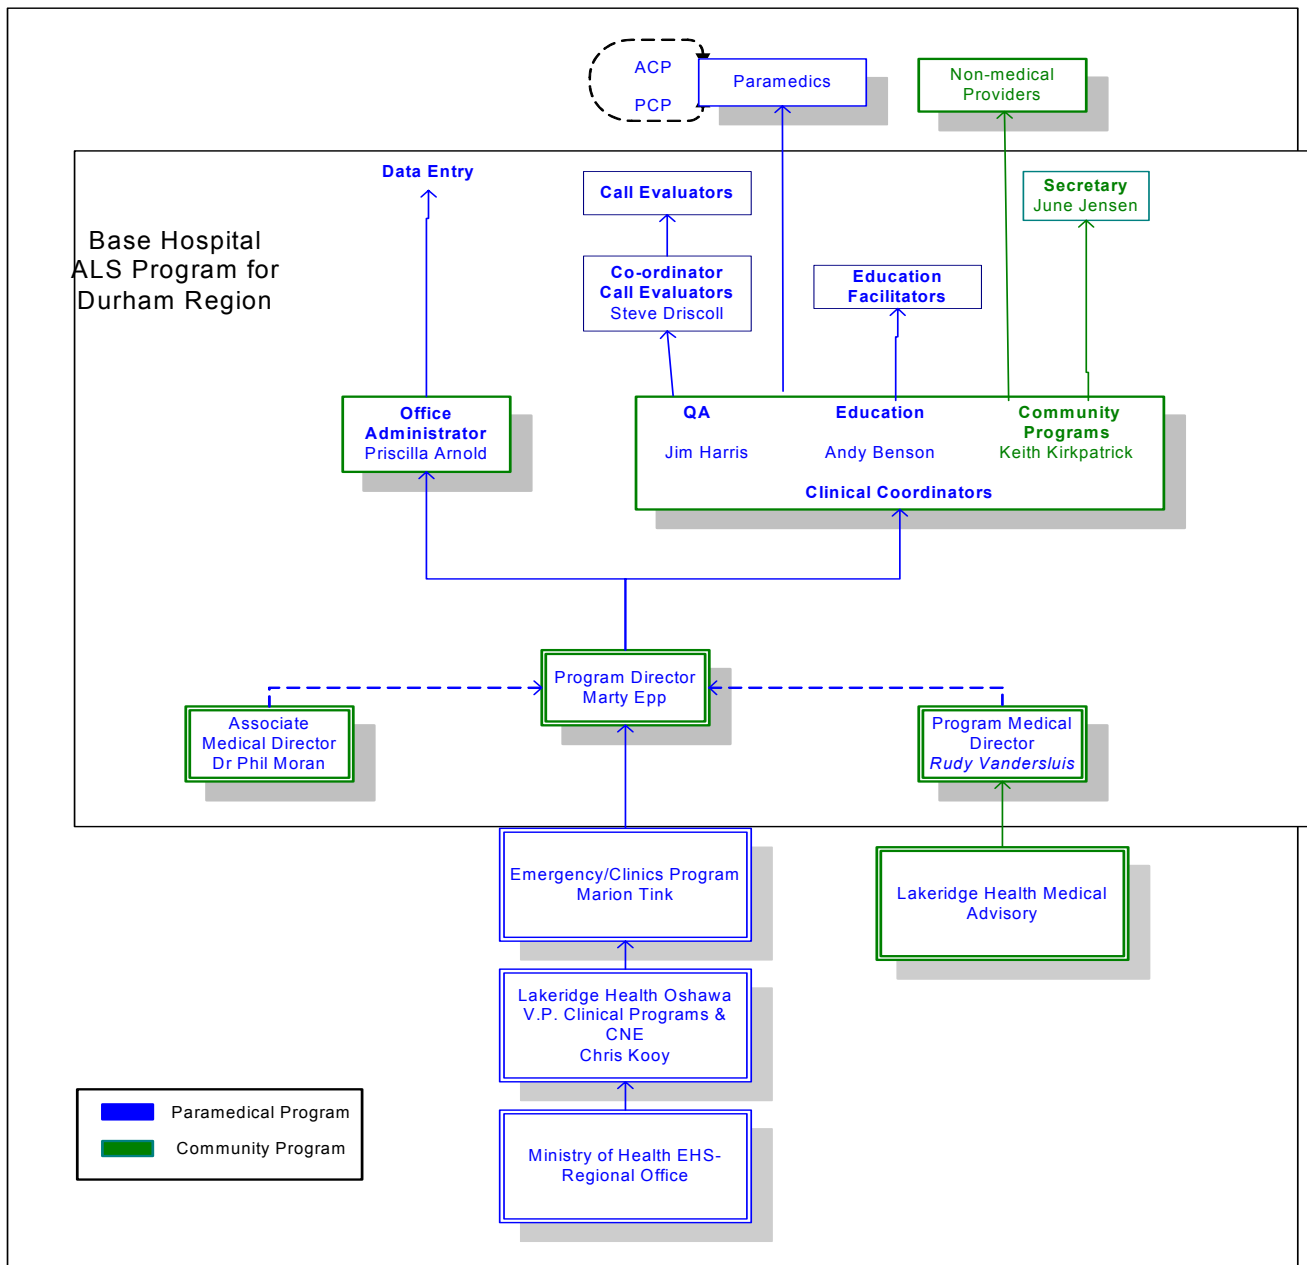 ACP
PCP
Paramedics
Non-medical
Providers
Data Entry
Call Evaluators
Secretary
June Jensen
Base Hospital
ALS Program for
Durham Region
Co-ordinator
Call Evaluators
Steve Driscoll
Education
Facilitators
Office
Administrator
Priscilla Arnold
QA
Jim Harris
Education
Andy Benson
Community
Programs
Keith Kirkpatrick
Clinical Coordinators
Program Director
Marty Epp
Associate
Medical Director
Dr Phil Moran
Program Medical
Director
Rudy Vandersluis
Emergency/Clinics Program
Marion Tink
Lakeridge Health Medical
Advisory
Lakeridge Health Oshawa
V.P. Clinical Programs &
CNE
Chris Kooy
Ministry of Health EHS-
Regional Office
Paramedical Program
Community Program